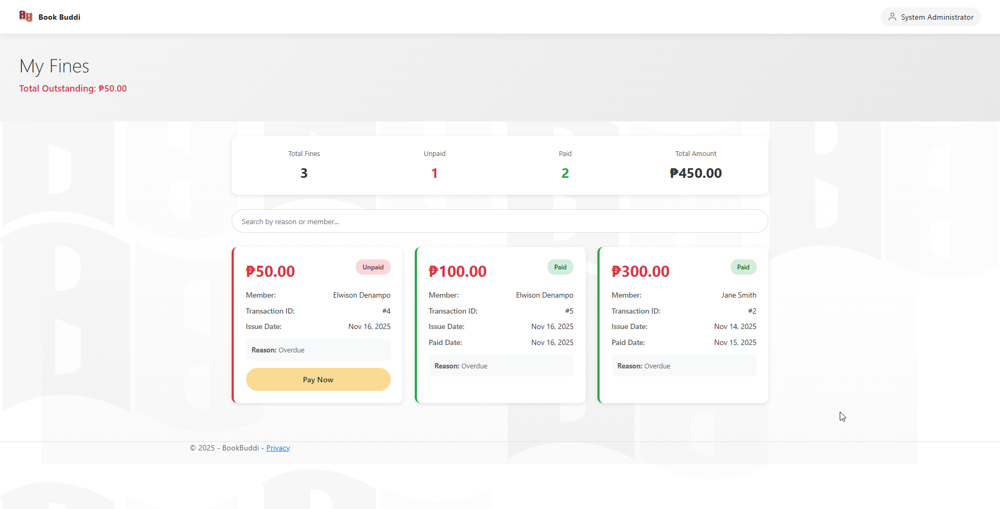 Book Buddi
System Administrator
My Fines
Total Outstanding: ₱50.00
Total Fines
3
Unpaid
1
Paid
2
Total Amount
₱450.00
Search by reason or member...
₱50.00
Unpaid
Member: Elwison Denampo
Transaction ID: #4
Issue Date: Nov 16, 2025
Reason: Overdue
Pay Now
₱100.00
Paid
Member: Elwison Denampo
Transaction ID: #5
Issue Date: Nov 16, 2025
Paid Date: Nov 16, 2025
Reason: Overdue
₱300.00
Paid
Member: Jane Smith
Transaction ID: #2
Issue Date: Nov 14, 2025
Paid Date: Nov 15, 2025
Reason: Overdue
© 2025 - BookBuddi - Privacy